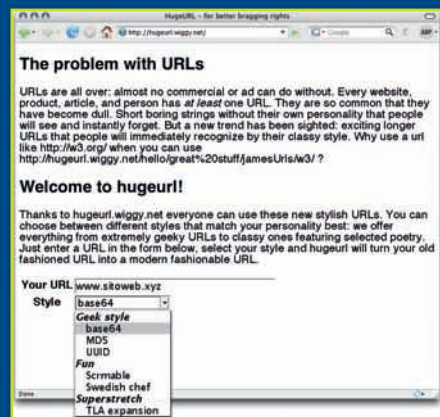 HugeURL - for better bragging rights
http://hugeurl.wiggy.net/
Google
ABP
The problem with URLs
URLs are all over: almost no commercial or ad can do without. Every website,
product, article, and person has at least one URL. They are so common that they
have become dull. Short boring strings without their own personality that people
will see and instantly forget. But a new trend has been sighted: exciting longer
URLs that people will immediately recognize by their classy style. Why use a url
like http://w3.org/ when you can use
http://hugeurl.wiggy.net/hello/great%20stuff/jamesUrls/w3/ ?
Welcome to hugeurl!
Thanks to hugeurl.wiggy.net everyone can use these new stylish URLs. You can
choose between different styles that match your personality best: we offer
everything from extremely geeky URLs to classy ones featuring selected poetry.
Just enter a URL in the form below, select your style and hugeurl will turn your old
fashioned URL into a modern fashionable URL.
Your URL www.sitoweb.xyz
Style base64
Geek style
base64
MD5
UUID
Fun
Scrmable
Swedish chef
Superstretch
TLA expansion
Done